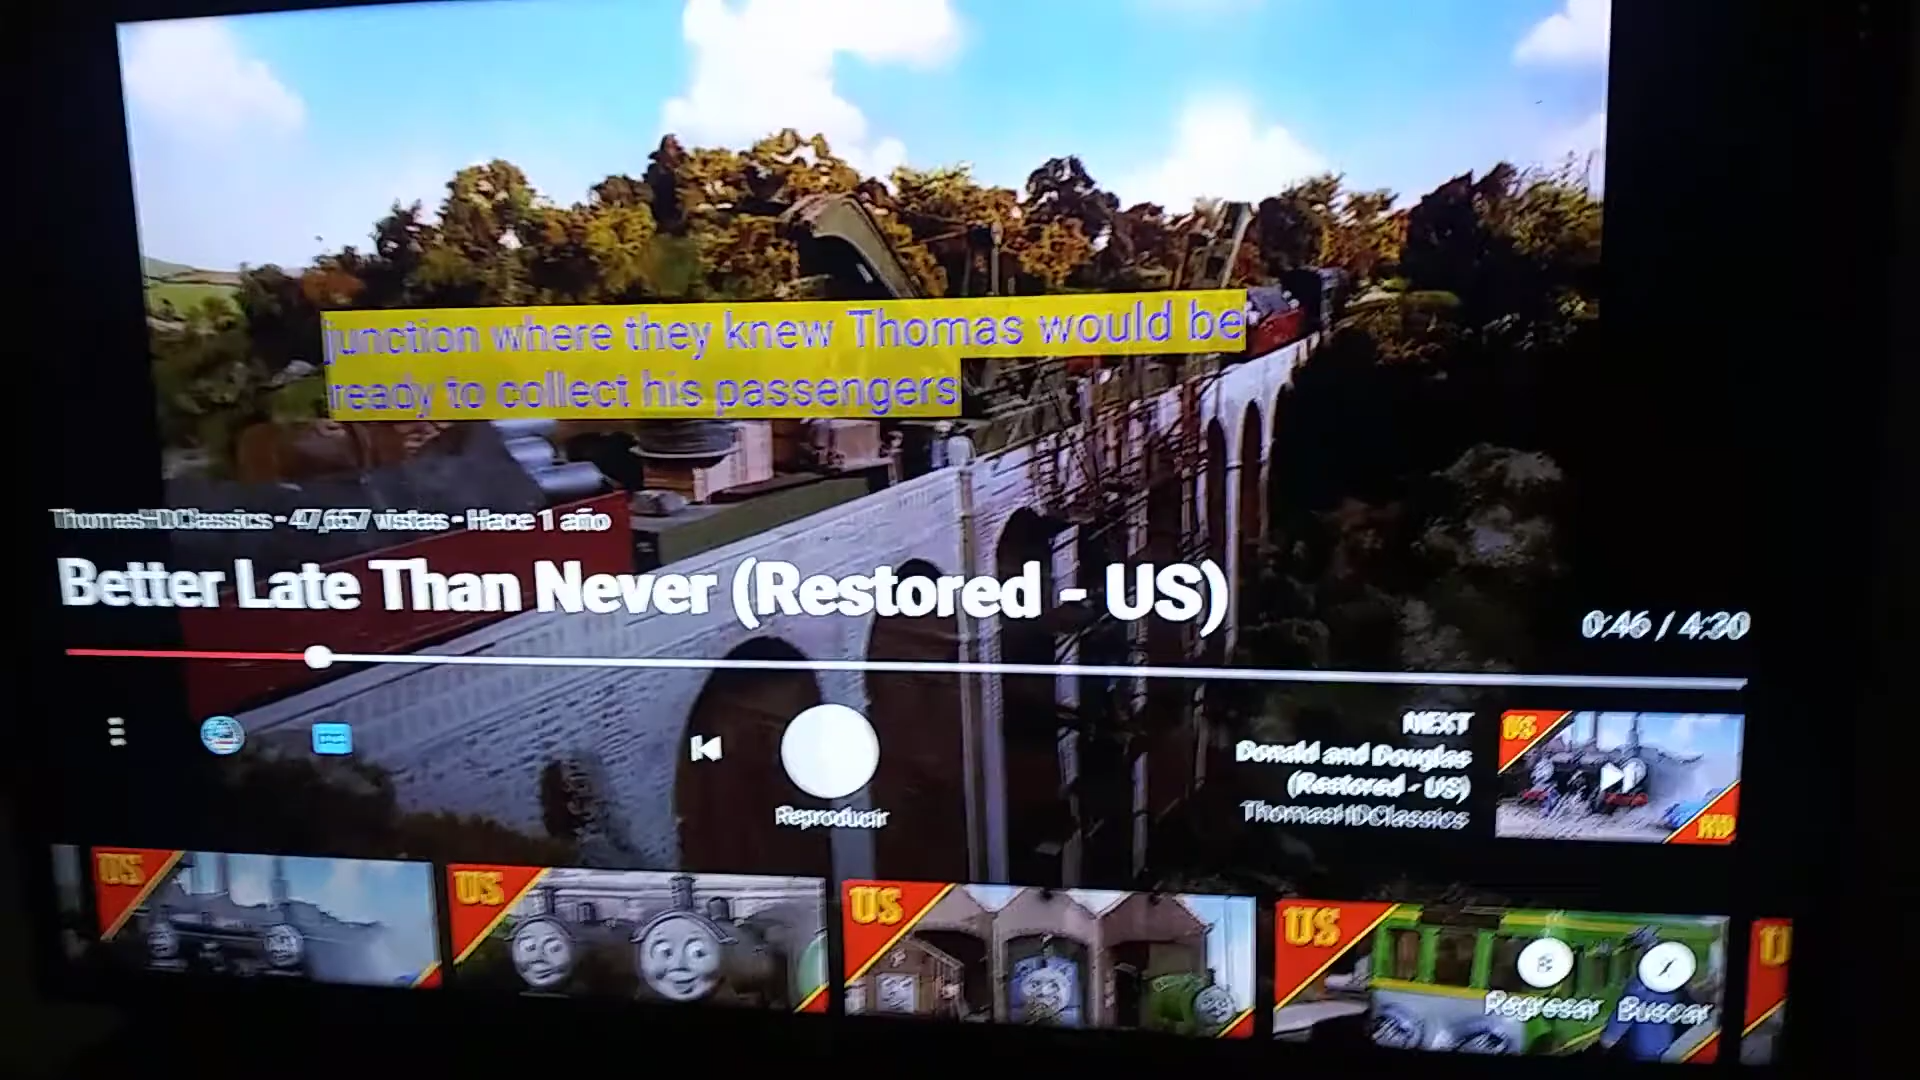 junction where they knew Thomas would be
ready to collect his passengers
ThomasHDClassics - 47,657 vistas - Hace 1 año
Better Late Than Never (Restored - US)
0:46 / 4:30
NEXT
Donald and Douglas
(Restored - US)
ThomasHDClassics
US
HD
Reproducir
US
US
US
US
B
X
Regresar
Buscar